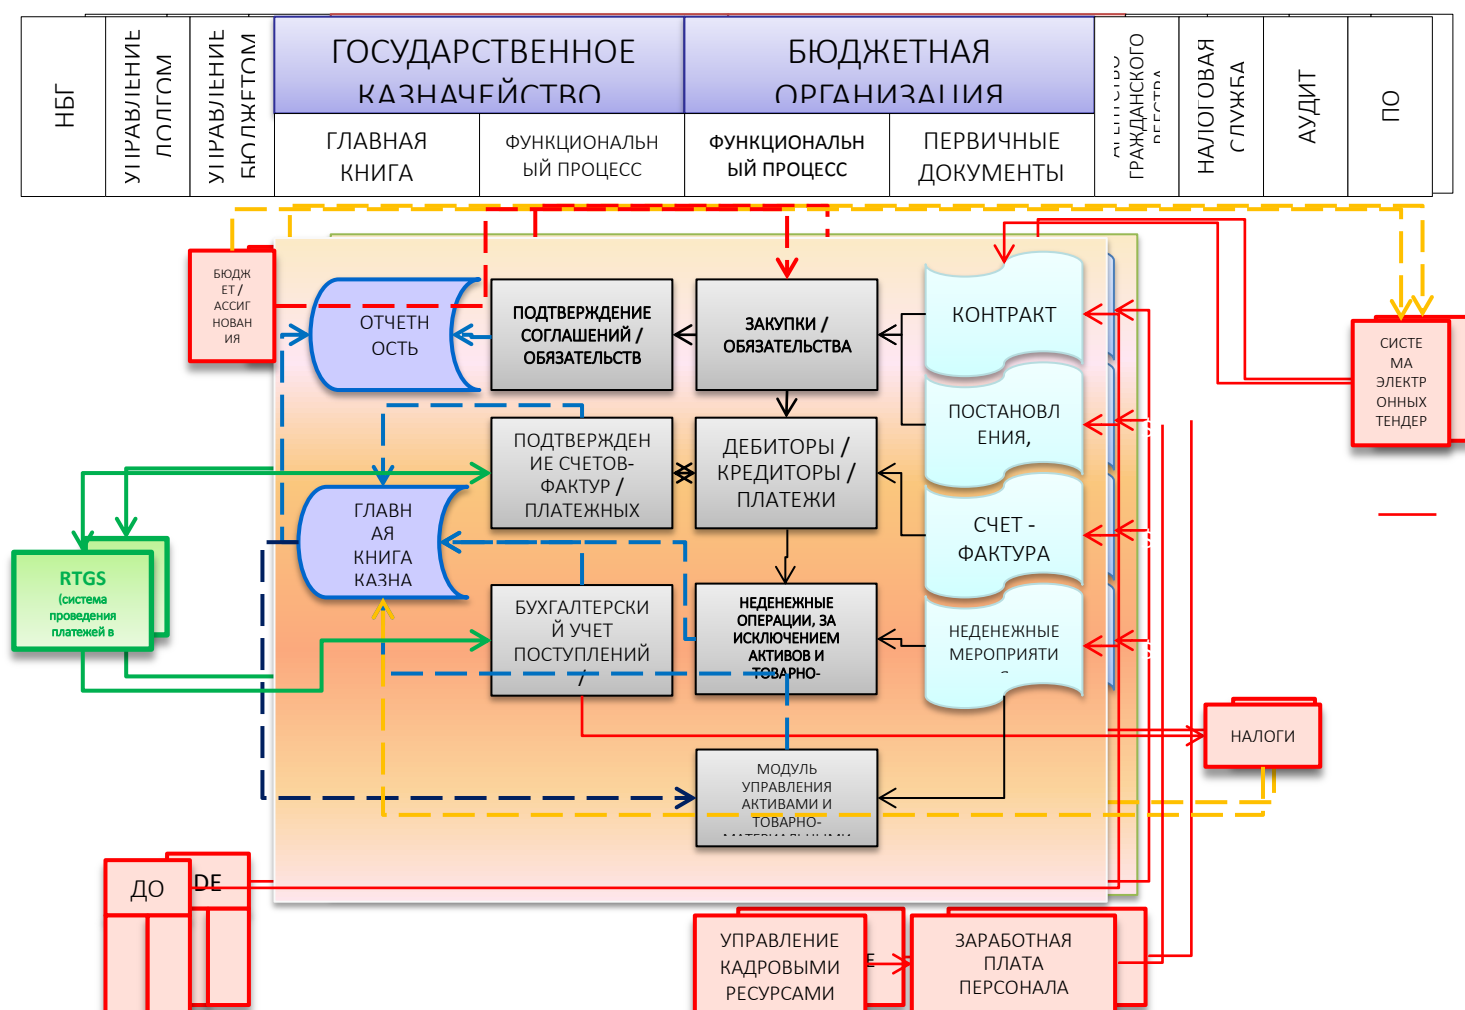 НБГ
УПРАВЛЕНИЕ
ДОЛГОМ
УПРАВЛЕНИЕ
БЮДЖЕТОМ
ГОСУДАРСТВЕННОЕ
КАЗНАЧЕЙСТВО
БЮДЖЕТНАЯ
ОРГАНИЗАЦИЯ
ГЛАВНАЯ
КНИГА
ФУНКЦИОНАЛЬН
ЫЙ ПРОЦЕСС
ФУНКЦИОНАЛЬН
ЫЙ ПРОЦЕСС
ПЕРВИЧНЫЕ
ДОКУМЕНТЫ
АГЕНТСТВО
ГРАЖДАНСКОГО
РЕЕСТРА
НАЛОГОВАЯ
СЛУЖБА
АУДИТ
ПО
БЮДЖ
ЕТ /
АССИГ
НОВАН
ИЯ
ОТЧЕТН
ОСТЬ
ПОДТВЕРЖДЕНИЕ
СОГЛАШЕНИЙ /
ОБЯЗАТЕЛЬСТВ
ЗАКУПКИ /
ОБЯЗАТЕЛЬСТВА
КОНТРАКТ
СИСТЕ
МА
ЭЛЕКТР
ОННЫХ
ТЕНДЕР
ПОСТАНОВЛ
ЕНИЯ,
ПОДТВЕРЖДЕН
ИЕ СЧЕТОВ-
ФАКТУР /
ПЛАТЕЖНЫХ
ДЕБИТОРЫ /
КРЕДИТОРЫ /
ПЛАТЕЖИ
ГЛАВН
АЯ
КНИГА
КАЗНА
СЧЕТ -
ФАКТУРА
RTGS
(система
проведения
платежей в
БУХГАЛТЕРСКИ
Й УЧЕТ
ПОСТУПЛЕНИЙ
/
НЕДЕНЕЖНЫЕ
ОПЕРАЦИИ, ЗА
ИСКЛЮЧЕНИЕМ
АКТИВОВ И
ТОВАРНО-
НЕДЕНЕЖНЫЕ
МЕРОПРИЯТИ
Я
НАЛОГИ
МОДУЛЬ
УПРАВЛЕНИЯ
АКТИВАМИ И
ТОВАРНО-
МАТЕРИАЛЬНЫМИ
ДО
DE
УПРАВЛЕНИЕ
КАДРОВЫМИ
РЕСУРСАМИ
E
ЗАРАБОТНАЯ
ПЛАТА
ПЕРСОНАЛА